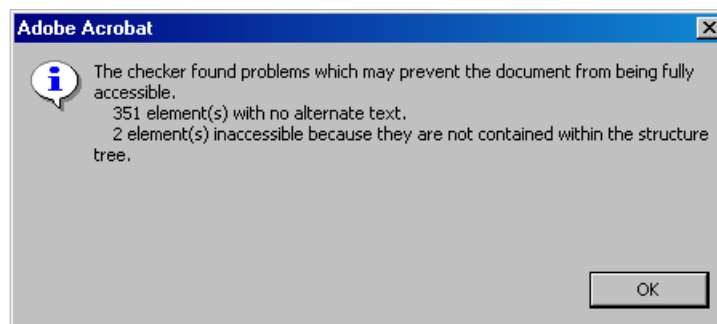 Adobe Acrobat
The checker found problems which may prevent the document from being fully
accessible.
351 element(s) with no alternate text.
2 element(s) inaccessible because they are not contained within the structure
tree.
OK